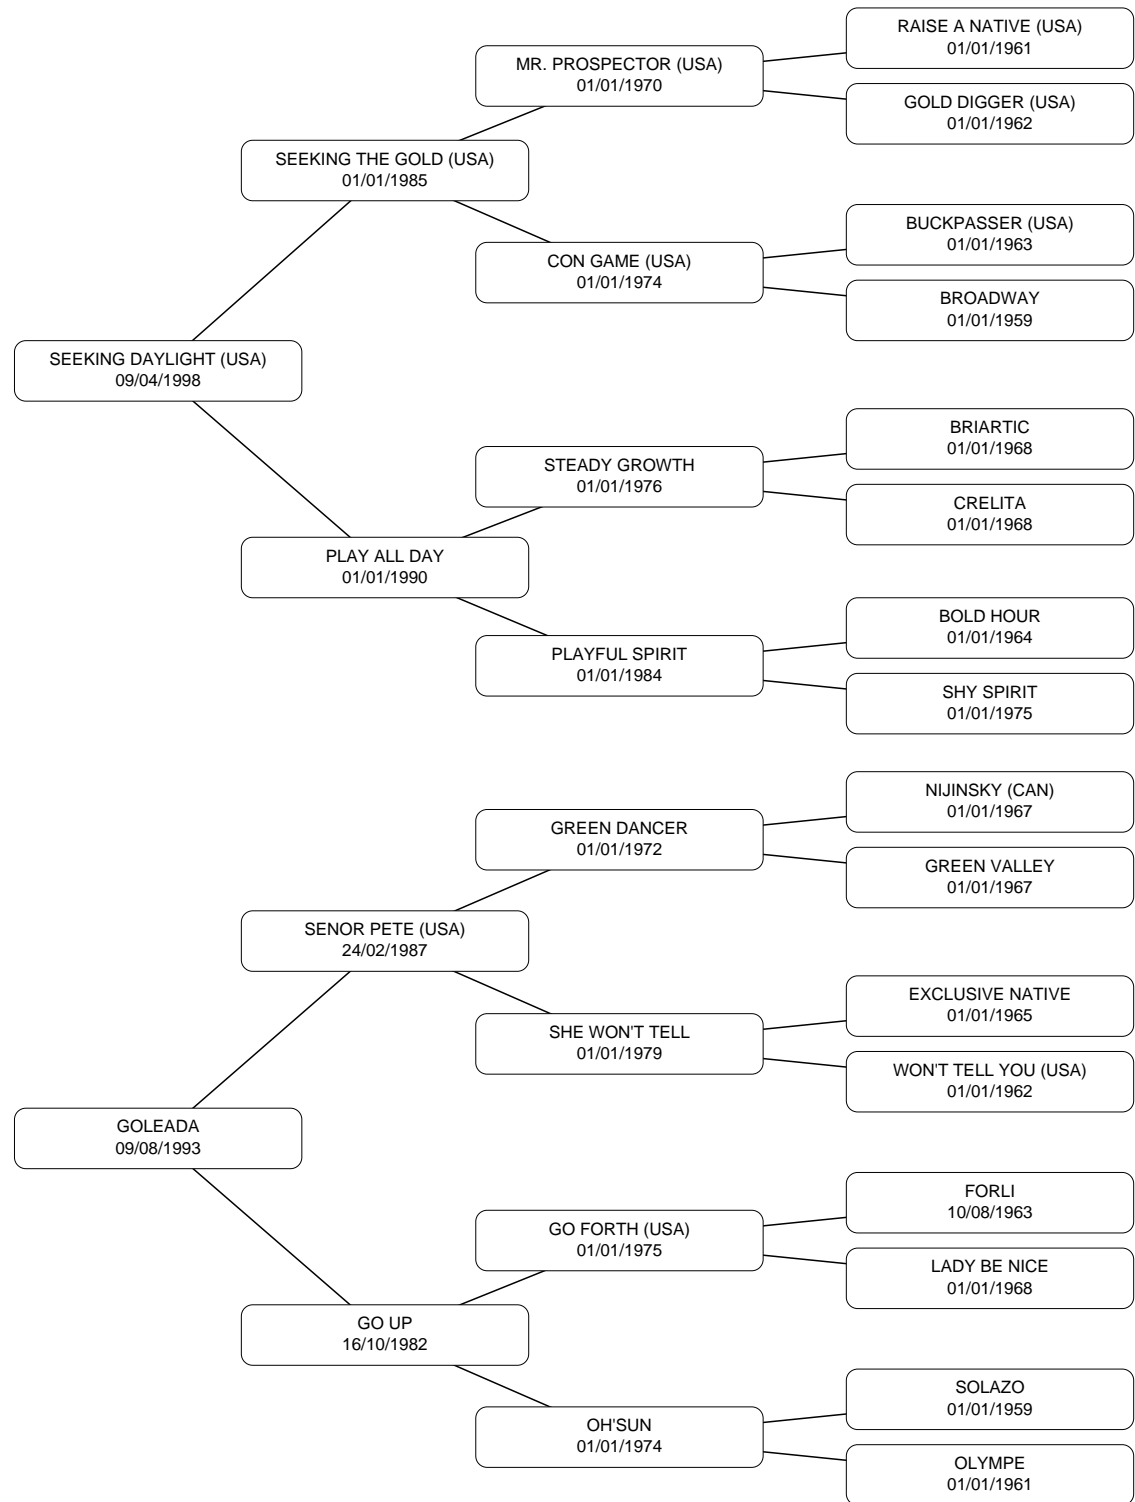 RAISE A NATIVE (USA)
01/01/1961
MR. PROSPECTOR (USA)
01/01/1970
GOLD DIGGER (USA)
01/01/1962
SEEKING THE GOLD (USA)
01/01/1985
BUCKPASSER (USA)
01/01/1963
CON GAME (USA)
01/01/1974
BROADWAY
01/01/1959
SEEKING DAYLIGHT (USA)
09/04/1998
BRIARTIC
01/01/1968
STEADY GROWTH
01/01/1976
CRELITA
01/01/1968
PLAY ALL DAY
01/01/1990
BOLD HOUR
01/01/1964
PLAYFUL SPIRIT
01/01/1984
SHY SPIRIT
01/01/1975
NIJINSKY (CAN)
01/01/1967
GREEN DANCER
01/01/1972
GREEN VALLEY
01/01/1967
SENOR PETE (USA)
24/02/1987
EXCLUSIVE NATIVE
01/01/1965
SHE WON'T TELL
01/01/1979
WON'T TELL YOU (USA)
01/01/1962
GOLEADA
09/08/1993
FORLI
10/08/1963
GO FORTH (USA)
01/01/1975
LADY BE NICE
01/01/1968
GO UP
16/10/1982
SOLAZO
01/01/1959
OH'SUN
01/01/1974
OLYMPE
01/01/1961